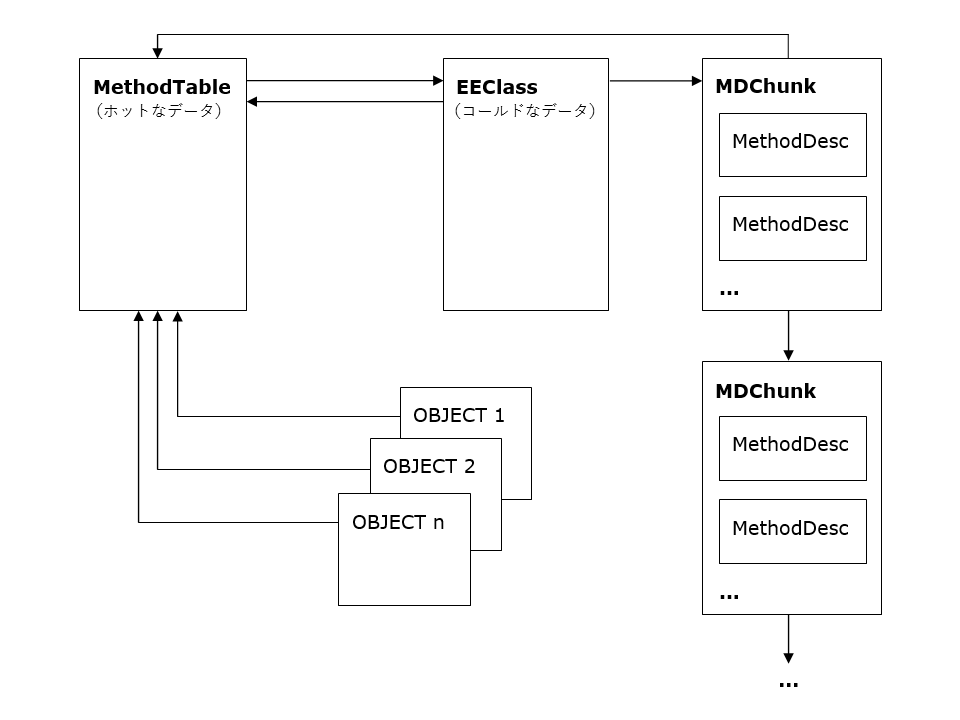 MethodTable
（ホットなデータ）
EEClass
（コールドなデータ）
MDChunk
MethodDesc
MethodDesc
...
MDChunk
MethodDesc
MethodDesc
...
...
OBJECT 1
OBJECT 2
OBJECT n